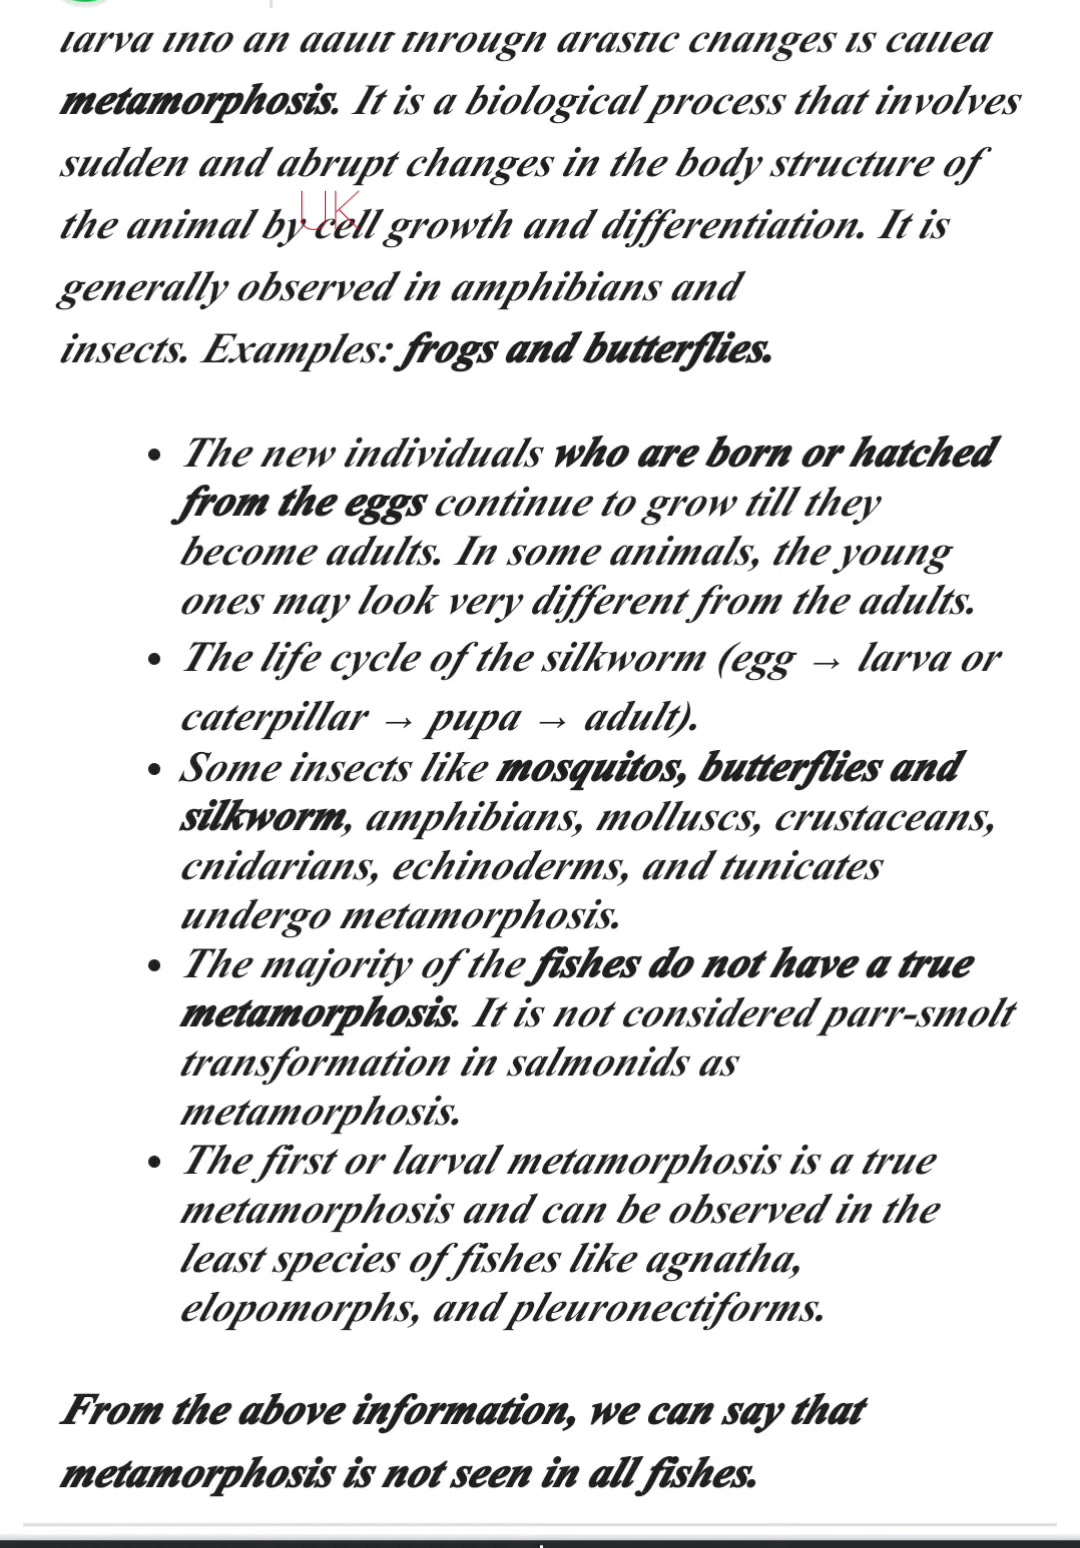 larva into an adult through drastic changes is called
metamorphosis. It is a biological process that involves
sudden and abrupt changes in the body structure of
UK
the animal by cell growth and differentiation. It is
generally observed in amphibians and
insects. Examples: frogs and butterflies.
• The new individuals who are born or hatched
from the eggs continue to grow till they
become adults. In some animals, the young
ones may look very different from the adults.
• The life cycle of the silkworm (egg → larva or
caterpillar → pupa → adult).
• Some insects like mosquitos, butterflies and
silkworm, amphibians, molluscs, crustaceans,
cnidarians, echinoderms, and tunicates
undergo metamorphosis.
• The majority of the fishes do not have a true
metamorphosis. It is not considered parr-smolt
transformation in salmonids as
metamorphosis.
• The first or larval metamorphosis is a true
metamorphosis and can be observed in the
least species of fishes like agnatha,
elopomorphs, and pleuronectiforms.
From the above information, we can say that
metamorphosis is not seen in all fishes.